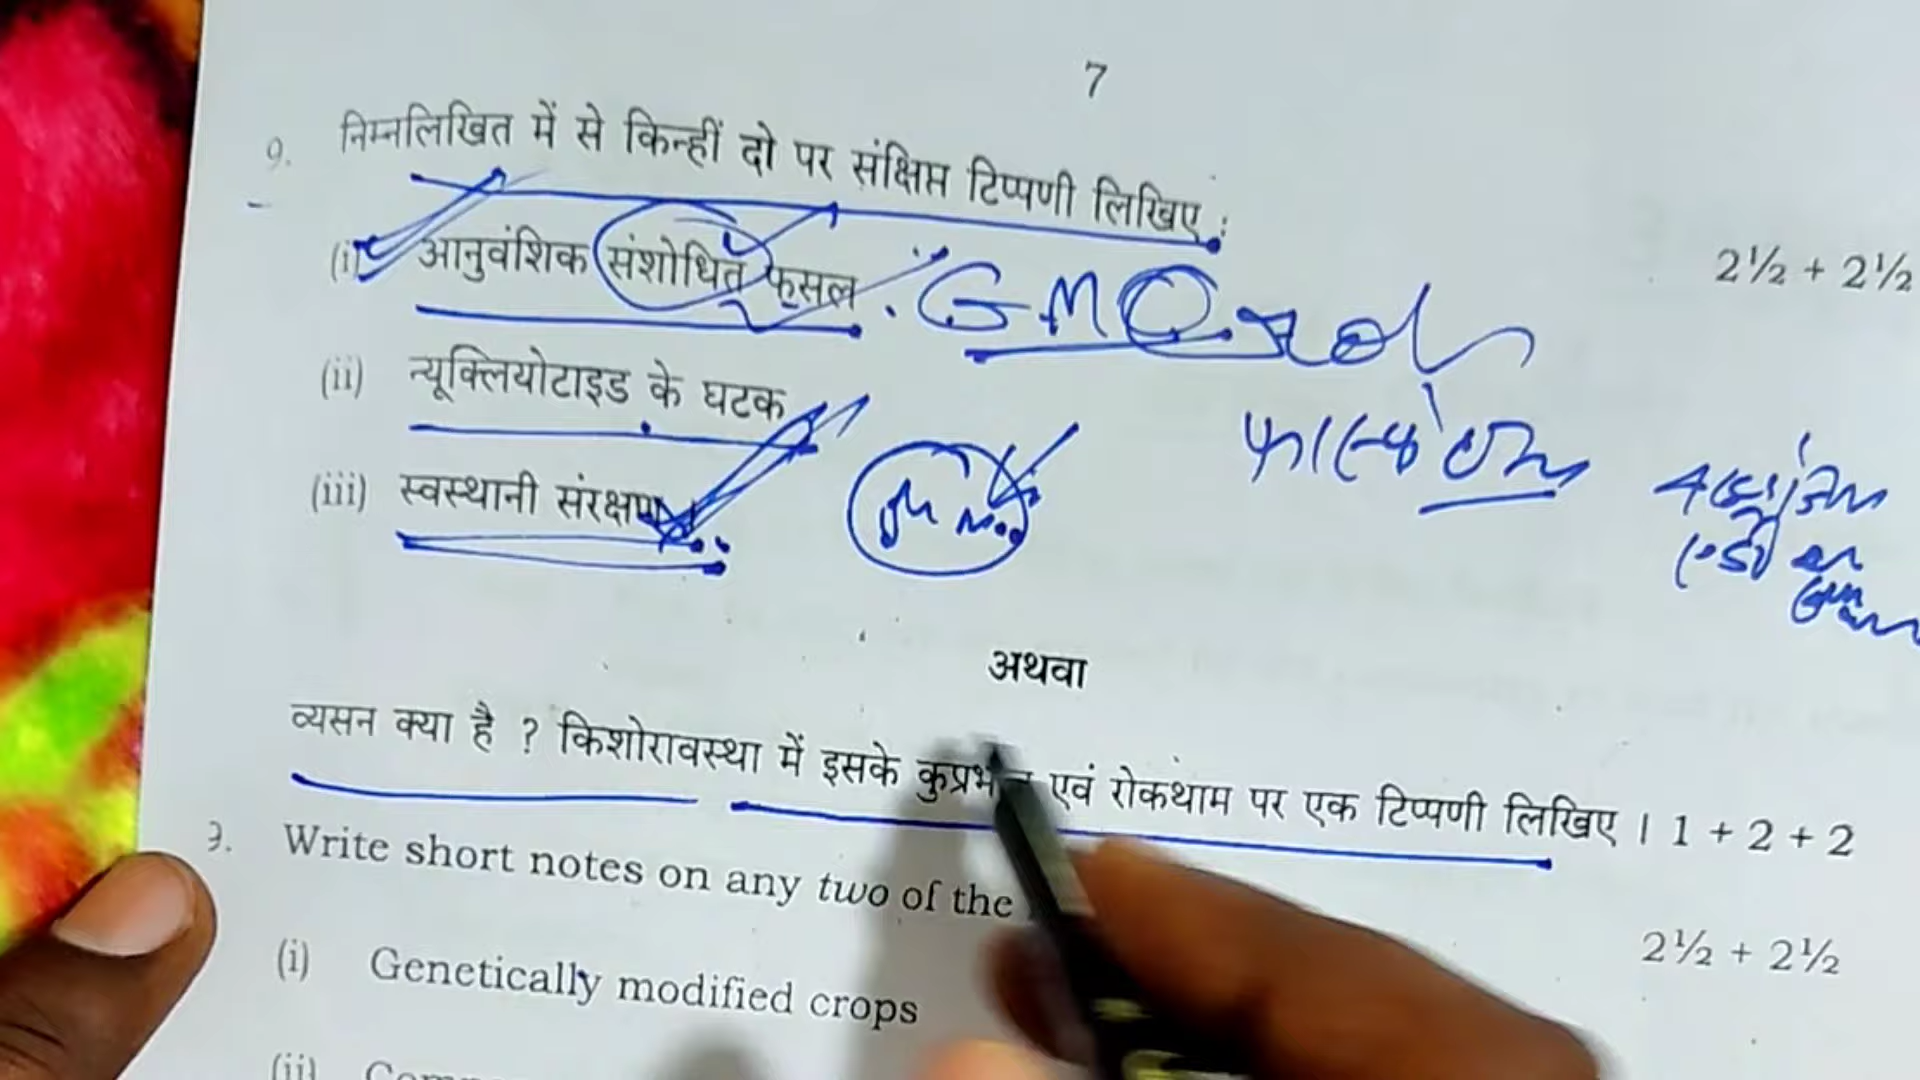 7
9. निम्नलिखित में से किन्हीं दो पर संक्षिप्त टिप्पणी लिखिए :
2½ + 2½
(i) आनुवंशिक संशोधित फसल . GMO
(ii) न्यूक्लियोटाइड के घटक
(iii) स्वस्थानी संरक्षण ।
अथवा
व्यसन क्या है ? किशोरावस्था में इसके एवं रोकथाम पर एक टिप्पणी लिखिए । 1 + 2 + 2
9. Write short notes on any two of the
2½ + 2½
(i) Genetically modified crops
(ii)